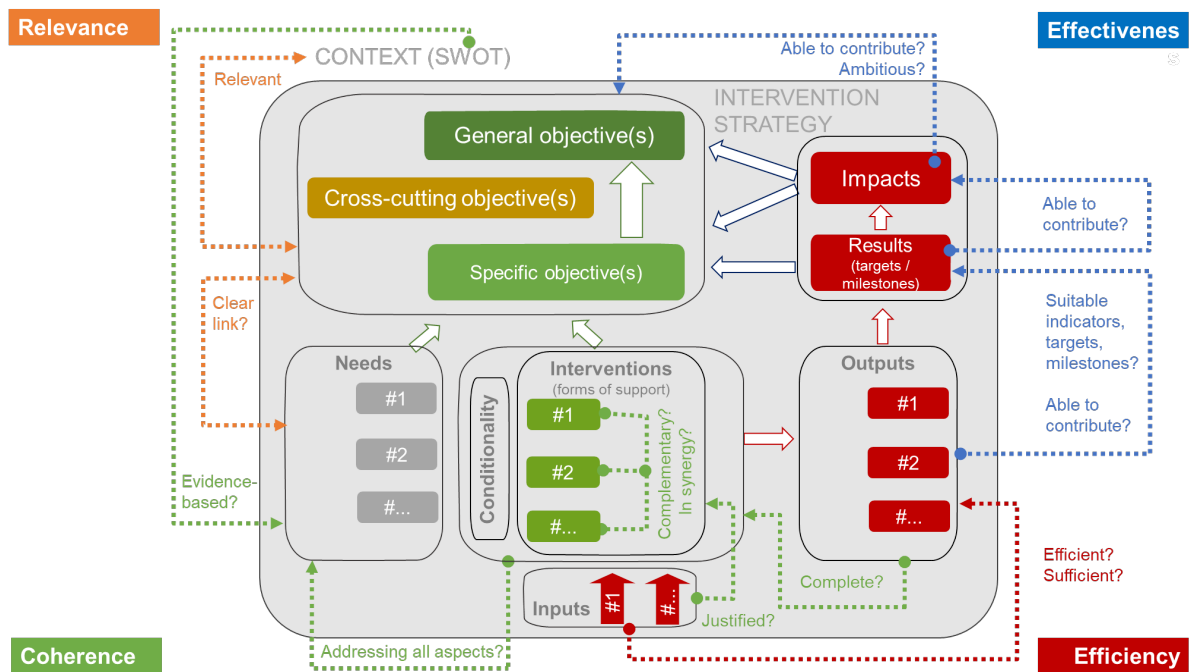 Relevance
Effectivenes
s
CONTEXT (SWOT)
Relevant
Able to contribute?
Ambitious?
INTERVENTION
STRATEGY
General objective(s)
Cross-cutting objective(s)
Specific objective(s)
Impacts
Results
(targets /
milestones)
Able to
contribute?
Clear
link?
Suitable
indicators,
targets,
milestones?
Able to
contribute?
Needs
#1
#2
#...
Conditionality
Interventions
(forms of support)
#1
#2
#...
Complementary?
In synergy?
Outputs
#1
#2
#...
Evidence-
based?
Efficient?
Sufficient?
Complete?
Inputs
#1
#...
Justified?
Addressing all aspects?
Coherence
Efficiency